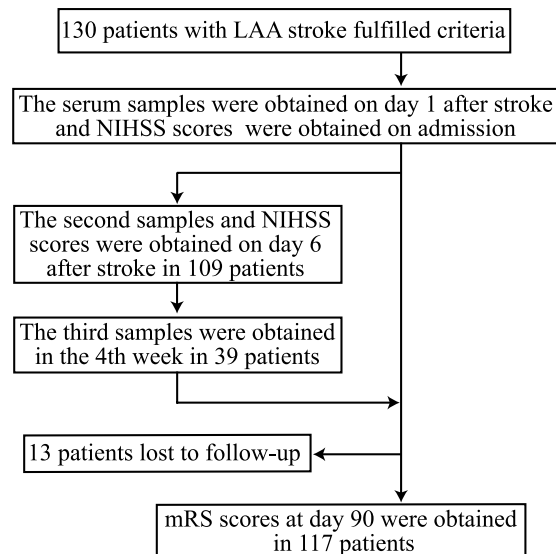 130 patients with LAA stroke fulfilled criteria
The serum samples were obtained on day 1 after stroke
and NIHSS scores were obtained on admission
The second samples and NIHSS
scores were obtained on day 6
after stroke in 109 patients
The third samples were obtained
in the 4th week in 39 patients
13 patients lost to follow-up
mRS scores at day 90 were obtained
in 117 patients